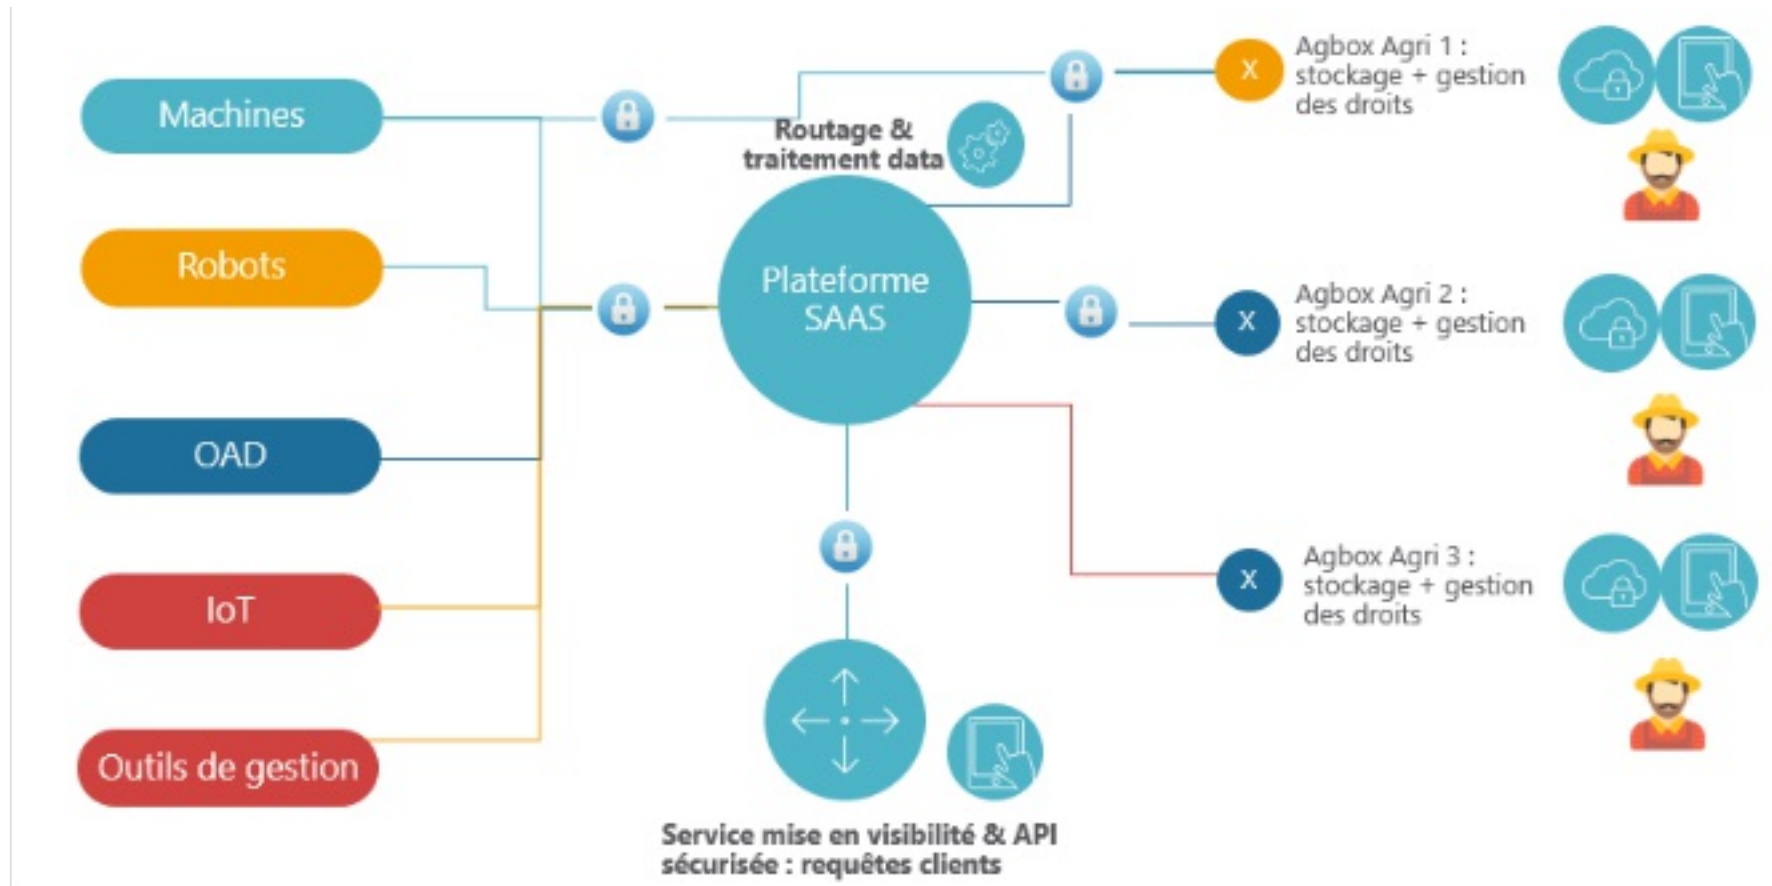 Machines
Robots
OAD
IoT
Outils de gestion
Routage &
traitement data
Plateforme
SAAS
Service mise en visibilité & API
sécurisée : requêtes clients
X
Agbox Agri 1 :
stockage + gestion
des droits
X
Agbox Agri 2 :
stockage + gestion
des droits
X
Agbox Agri 3 :
stockage + gestion
des droits